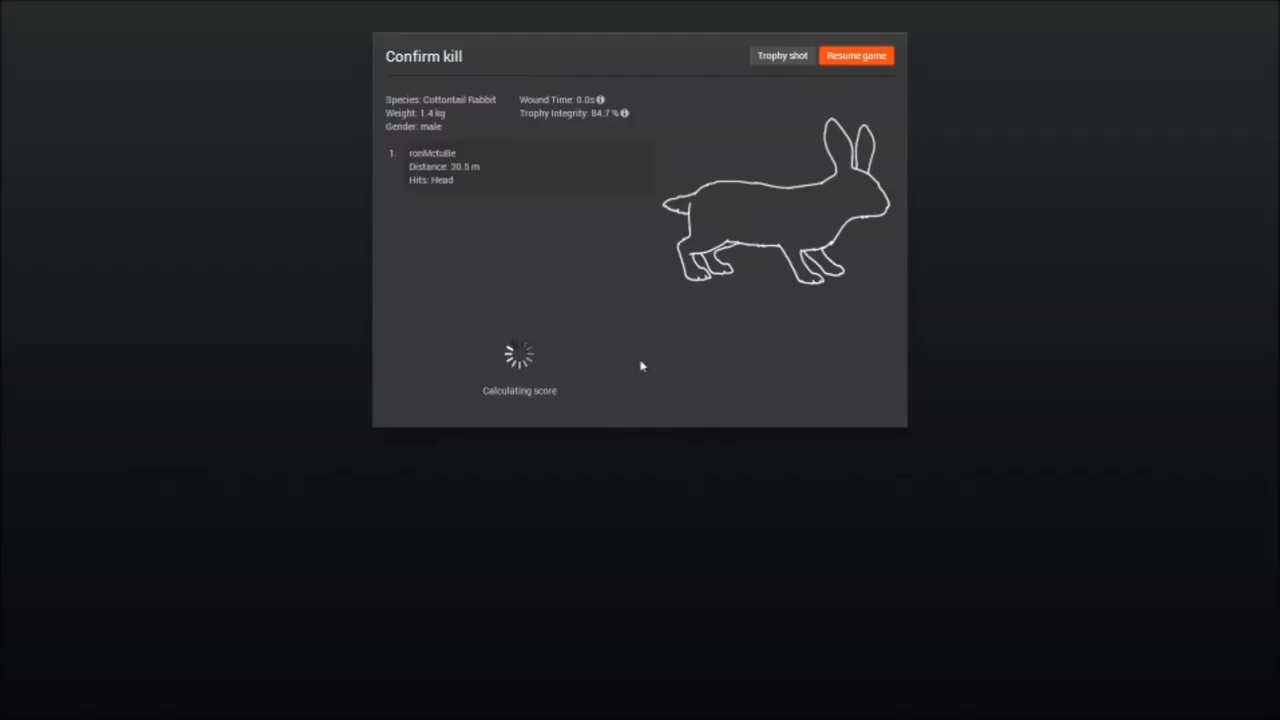 Confirm kill
Trophy shot
Resume game
Species: Cottontail Rabbit
Weight: 1.4 kg
Gender: male
Wound Time: 0.0s
Trophy Integrity: 84.7 %
1. ronMctuBe
Distance: 30.5 m
Hits: Head
Calculating score